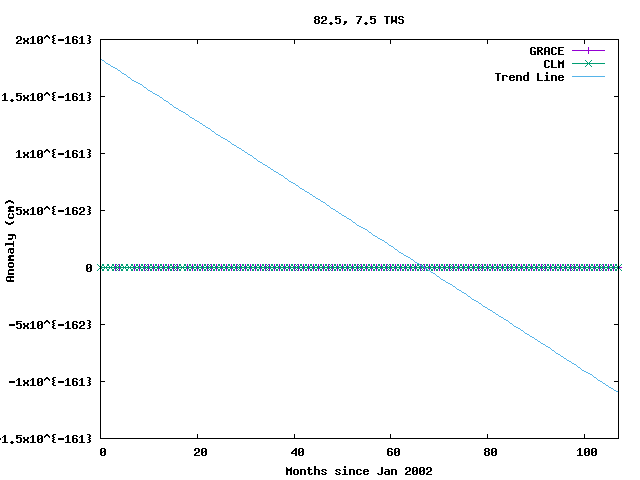 82.5, 7.5 TWS
2x10^{-161}
1.5x10^{-161}
1x10^{-161}
5x10^{-162}
0
-5x10^{-162}
-1x10^{-161}
-1.5x10^{-161}
Anomaly (cm)
GRACE
CLM
Trend Line
0 20 40 60 80 100
Months since Jan 2002